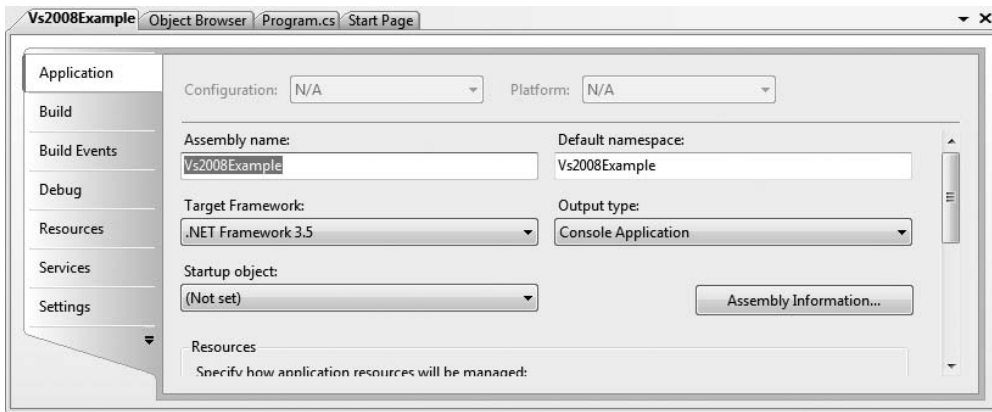 Vs2008Example Object Browser Program.cs Start Page
Application
Build
Build Events
Debug
Resources
Services
Settings
Configuration: N/A Platform: N/A
Assembly name: Default namespace:
Vs2008Example Vs2008Example
Target Framework: Output type:
.NET Framework 3.5 Console Application
Startup object:
(Not set) Assembly Information...
Resources
Specify how application resources will be managed: